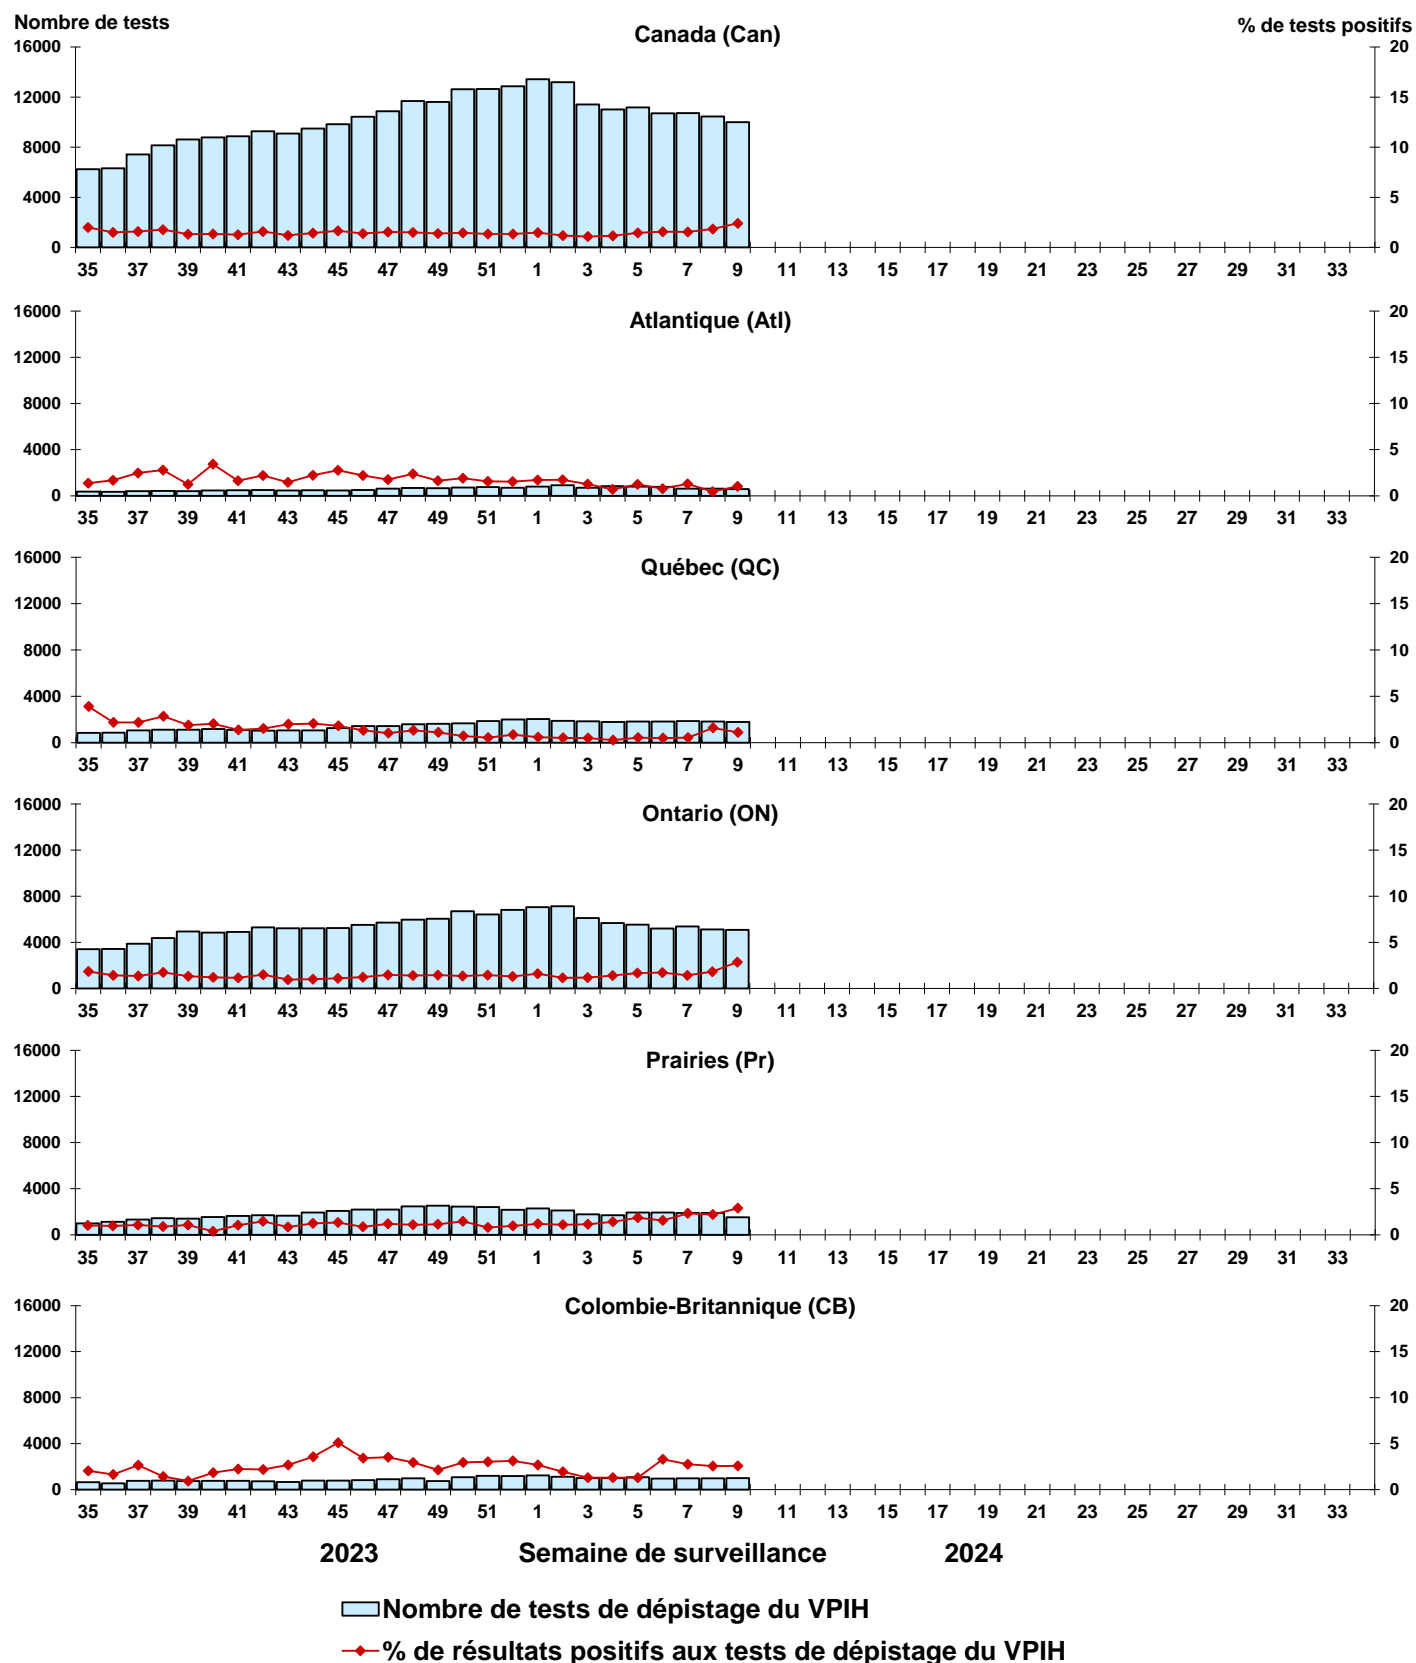 Nombre de tests
% de tests positifs
Canada (Can)
16000 20
12000 15
8000 10
4000 5
0 0
35 37 39 41 43 45 47 49 51 1 3 5 7 9 11 13 15 17 19 21 23 25 27 29 31 33
Atlantique (Atl)
16000 20
12000 15
8000 10
4000 5
0 0
35 37 39 41 43 45 47 49 51 1 3 5 7 9 11 13 15 17 19 21 23 25 27 29 31 33
Québec (QC)
16000 20
12000 15
8000 10
4000 5
0 0
35 37 39 41 43 45 47 49 51 1 3 5 7 9 11 13 15 17 19 21 23 25 27 29 31 33
Ontario (ON)
16000 20
12000 15
8000 10
4000 5
0 0
35 37 39 41 43 45 47 49 51 1 3 5 7 9 11 13 15 17 19 21 23 25 27 29 31 33
Prairies (Pr)
16000 20
12000 15
8000 10
4000 5
0 0
35 37 39 41 43 45 47 49 51 1 3 5 7 9 11 13 15 17 19 21 23 25 27 29 31 33
Colombie-Britannique (CB)
16000 20
12000 15
8000 10
4000 5
0 0
35 37 39 41 43 45 47 49 51 1 3 5 7 9 11 13 15 17 19 21 23 25 27 29 31 33
2023 Semaine de surveillance 2024
Nombre de tests de dépistage du VPIH
% de résultats positifs aux tests de dépistage du VPIH